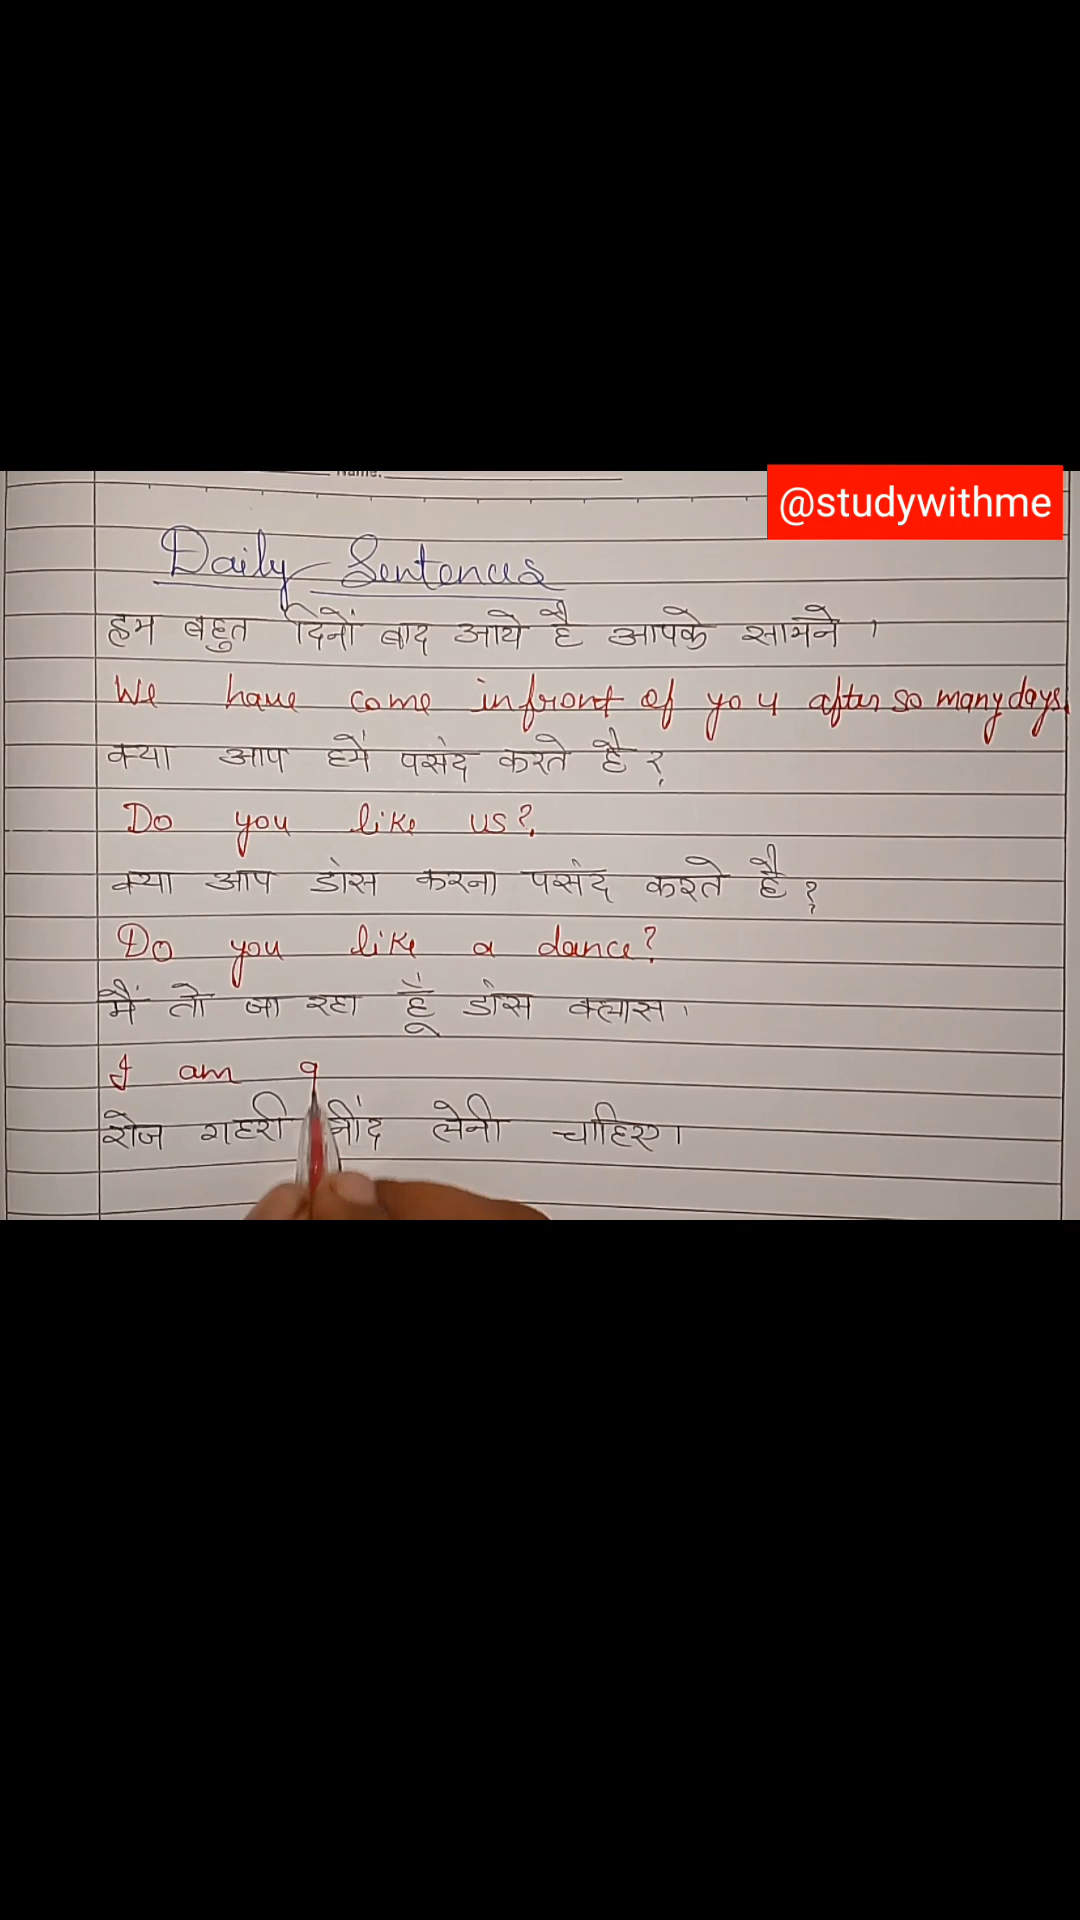 Name:
@studywithme
Daily Sentences
हम बहुत दिनों बाद आये है आपके सामने ।
We have come infront of you after so many days.
क्या आप हमें पसंद करते है ?
Do you like us?
क्या आप डांस करना पसंद करते है ?
Do you like a dance?
मैं तो जा रहा हूँ डांस क्लास ।
I am g
रोज गहरी नींद लेनी चाहिए।